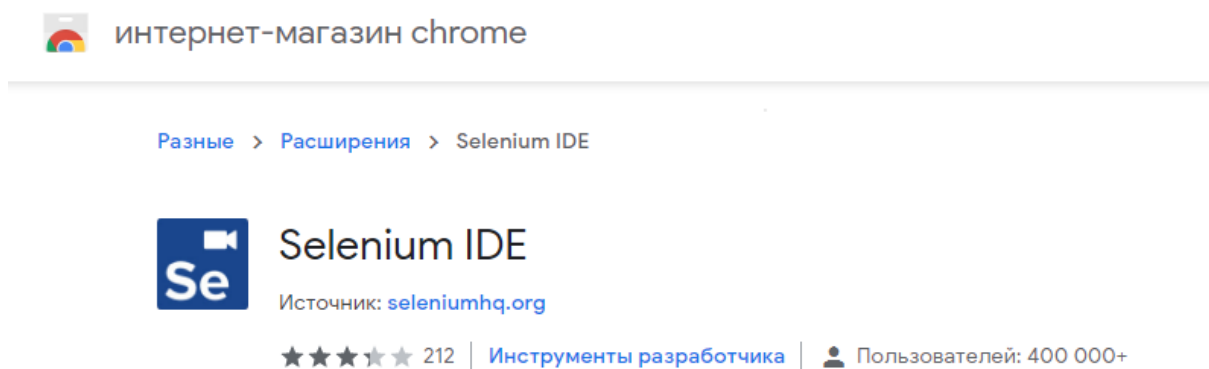 интернет-магазин chrome
Разные > Расширения > Selenium IDE
Se
Selenium IDE
Источник: seleniumhq.org
212 | Инструменты разработчика | Пользователей: 400 000+